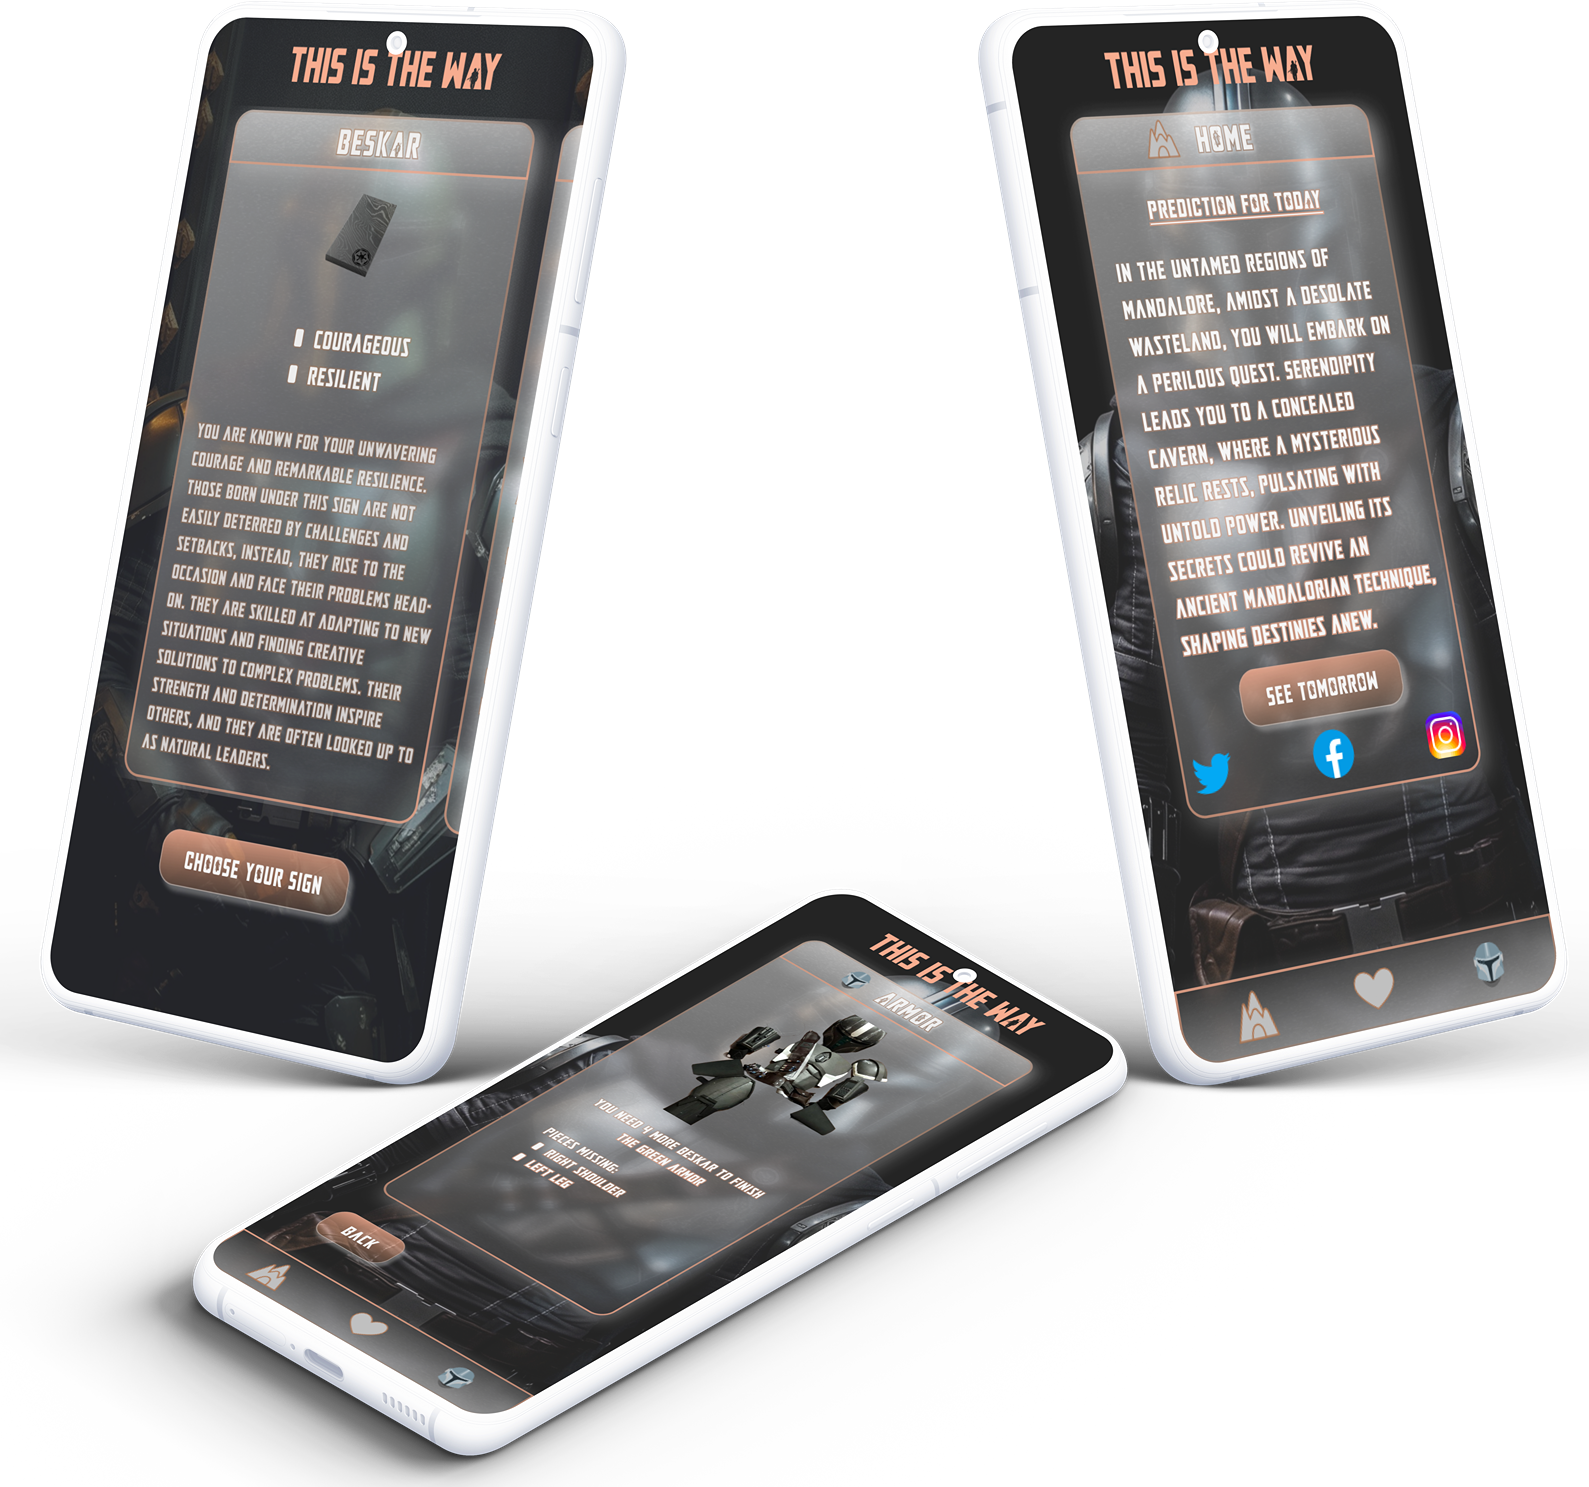 THIS IS THE WAY
BESKAR
COURAGEOUS
RESILIENT
YOU ARE KNOWN FOR YOUR UNWAVERING
COURAGE AND REMARKABLE RESILIENCE.
THOSE BORN UNDER THIS SIGN ARE NOT
EASILY DETERRED BY CHALLENGES AND
SETBACKS, INSTEAD, THEY RISE TO THE
OCCASION AND FACE THEIR PROBLEMS HEAD-
ON. THEY ARE SKILLED AT ADAPTING TO NEW
SITUATIONS AND FINDING CREATIVE
SOLUTIONS TO COMPLEX PROBLEMS. THEIR
STRENGTH AND DETERMINATION INSPIRE
OTHERS, AND THEY ARE OFTEN LOOKED UP TO
AS NATURAL LEADERS.
CHOOSE YOUR SIGN
THIS IS THE WAY
HOME
PREDICTION FOR TODAY
IN THE UNTAMED REGIONS OF
MANDALORE, AMIDST A DESOLATE
WASTELAND, YOU WILL EMBARK ON
A PERILOUS QUEST. SERENDIPITY
LEADS YOU TO A CONCEALED
CAVERN, WHERE A MYSTERIOUS
RELIC RESTS, PULSATING WITH
UNTOLD POWER. UNVEILING ITS
SECRETS COULD REVIVE AN
ANCIENT MANDALORIAN TECHNIQUE,
SHAPING DESTINIES ANEW.
SEE TOMORROW
THIS IS THE WAY
ARMOR
YOU NEED 4 MORE BESKAR TO FINISH
THE GREEN ARMOR
PIECES MISSING:
RIGHT SHOULDER
LEFT LEG
BACK